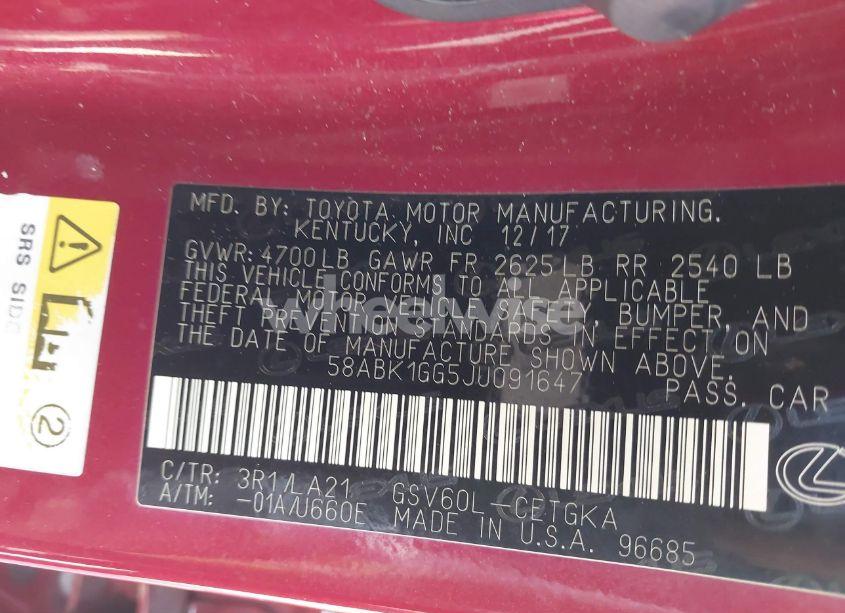 MFD. BY: TOYOTA MOTOR MANUFACTURING.
KENTUCKY, INC 12/17
GVWR: 4700LB GAWR FR 2625LB RR 2540 LB
THIS VEHICLE CONFORMS TO ALL APPLICABLE
FEDERAL MOTOR VEHICLE SAFETY, BUMPER, AND
THEFT PREVENTION STANDARDS IN EFFECT ON
THE DATE OF MANUFACTURE SHOWN ABOVE.
58ABK1GG5JU091647
PASS. CAR
C/TR: 3R1/LA21 GSV60L-CETGKA
A/TM: -01A/U660E MADE IN U.S.A. 96685
SRS SIDE
2
wheelwise